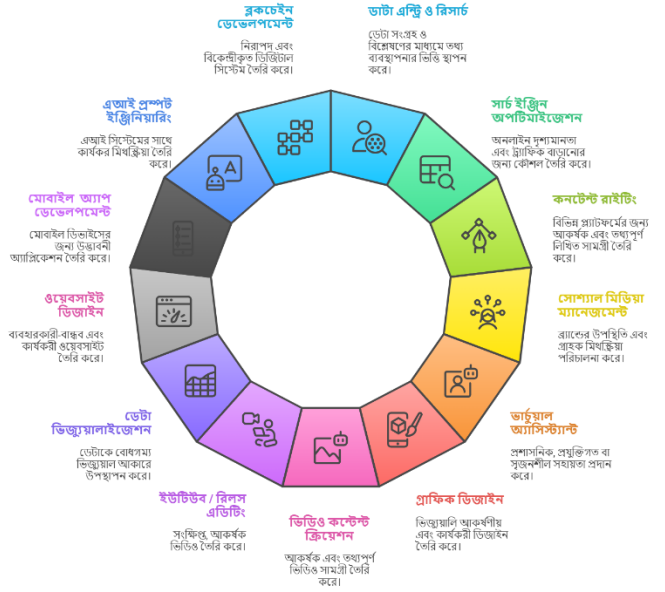 ব্লকচেইন
ডেভেলপমেন্ট
নিরাপদ এবং
বিকেন্দ্রীকৃত ডিজিটাল
সিস্টেম তৈরি করে।
ডাটা এন্ট্রি ও রিসার্চ
ডেটা সংগ্রহ ও
বিশ্লেষণের মাধ্যমে তথ্য
ব্যবস্থাপনার ভিত্তি স্থাপন
করে।
এআই প্রম্পট
ইঞ্জিনিয়ারিং
এআই সিস্টেমের সাথে
কার্যকর মিথস্ক্রিয়া তৈরি
করে।
সার্চ ইঞ্জিন
অপটিমাইজেশন
অনলাইন দৃশ্যমানতা
এবং ট্র্যাফিক বাড়ানোর
জন্য কৌশল তৈরি করে।
মোবাইল অ্যাপ
ডেভেলপমেন্ট
মোবাইল ডিভাইসের
জন্য উদ্ভাবনী
অ্যাপ্লিকেশন তৈরি করে।
কনটেন্ট রাইটিং
বিভিন্ন প্ল্যাটফর্মের জন্য
আকর্ষক এবং তথ্যপূর্ণ
লিখিত সামগ্রী তৈরি
করে।
ওয়েবসাইট
ডিজাইন
ব্যবহারকারী-বান্ধব এবং
কার্যকরী ওয়েবসাইট
তৈরি করে।
সোশ্যাল মিডিয়া
ম্যানেজমেন্ট
ব্র্যান্ডের উপস্থিতি এবং
গ্রাহক মিথস্ক্রিয়া
পরিচালনা করে।
ডেটা
ভিজ্যুয়ালাইজেশন
ডেটাকে বোধগম্য
ভিজ্যুয়াল আকারে
উপস্থাপন করে।
ভার্চুয়াল
অ্যাসিস্ট্যান্ট
প্রশাসনিক, প্রযুক্তিগত বা
সৃজনশীল সহায়তা প্রদান
করে।
ইউটিউব / রিলস
এডিটিং
সংক্ষিপ্ত, আকর্ষক
ভিডিও তৈরি করে।
ভিডিও কন্টেন্ট
ক্রিয়েশন
আকর্ষক এবং তথ্যপূর্ণ
ভিডিও সামগ্রী তৈরি
করে।
গ্রাফিক ডিজাইন
ভিজ্যুয়ালি আকর্ষণীয়
এবং কার্যকরী ডিজাইন
তৈরি করে।
A